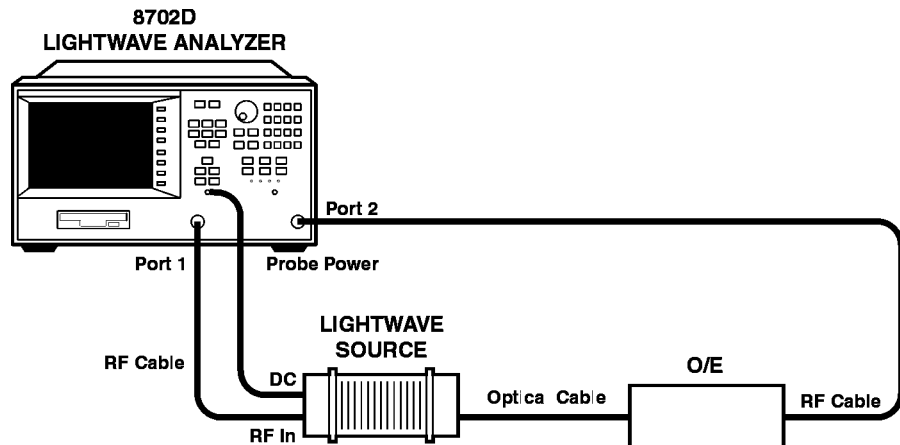 8702D
LIGHTWAVE ANALYZER
Port 2
Port 1
Probe Power
LIGHTWAVE
SOURCE
RF Cable
DC
O/E
Optica Cable
RF Cable
RF In